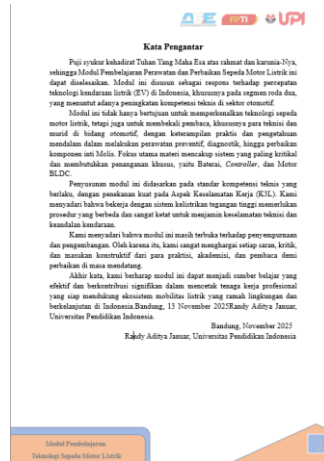 FPTI UPI
Kata Pengantar
Puji syukur kehadirat Tuhan Yang Maha Esa atas rahmat dan karunia-Nya,
sehingga Modul Pembelajaran Perawatan dan Perbaikan Sepeda Motor Listrik ini
dapat diselesaikan. Modul ini disusun sebagai respons terhadap percepatan
teknologi kendaraan listrik (EV) di Indonesia, khususnya pada segmen roda dua,
yang menuntut adanya peningkatan kompetensi teknis di sektor otomotif.
Modul ini tidak hanya bertujuan untuk memperkenalkan teknologi sepeda
motor listrik, tetapi juga untuk membekali pembaca, khususnya para teknisi dan
murid di bidang otomotif, dengan keterampilan praktis dan pengetahuan
mendalam dalam melakukan perawatan preventif, diagnostik, hingga perbaikan
komponen inti Molis. Fokus utama materi mencakup sistem yang paling kritikal
dan membutuhkan penanganan khusus, yaitu Baterai, Controller, dan Motor
BLDC.
Penyusunan modul ini didasarkan pada standar kompetensi teknis yang
berlaku, dengan penekanan kuat pada Aspek Keselamatan Kerja (K3L). Kami
menyadari bahwa bekerja dengan sistem kelistrikan tegangan tinggi memerlukan
prosedur yang berbeda dan sangat ketat untuk menjamin keselamatan teknisi dan
keandalan kendaraan.
Kami menyadari bahwa modul ini masih terbuka terhadap penyempurnaan
dan pengembangan. Oleh karena itu, kami sangat menghargai setiap saran, kritik,
dan masukan konstruktif dari para praktisi, akademisi, dan pembaca demi
perbaikan di masa mendatang.
Akhir kata, kami berharap modul ini dapat menjadi sumber belajar yang
efektif dan berkontribusi signifikan dalam mencetak tenaga kerja profesional
yang siap mendukung ekosistem mobilitas listrik yang ramah lingkungan dan
berkelanjutan di Indonesia.Bandung, 13 November 2025Randy Aditya Januar,
Universitas Pendidikan Indonesia.
Bandung, November 2025
Randy Aditya Januar, Universitas Pendidikan Indonesia
Modul Pembelajaran
Teknologi Sepeda Motor Listrik